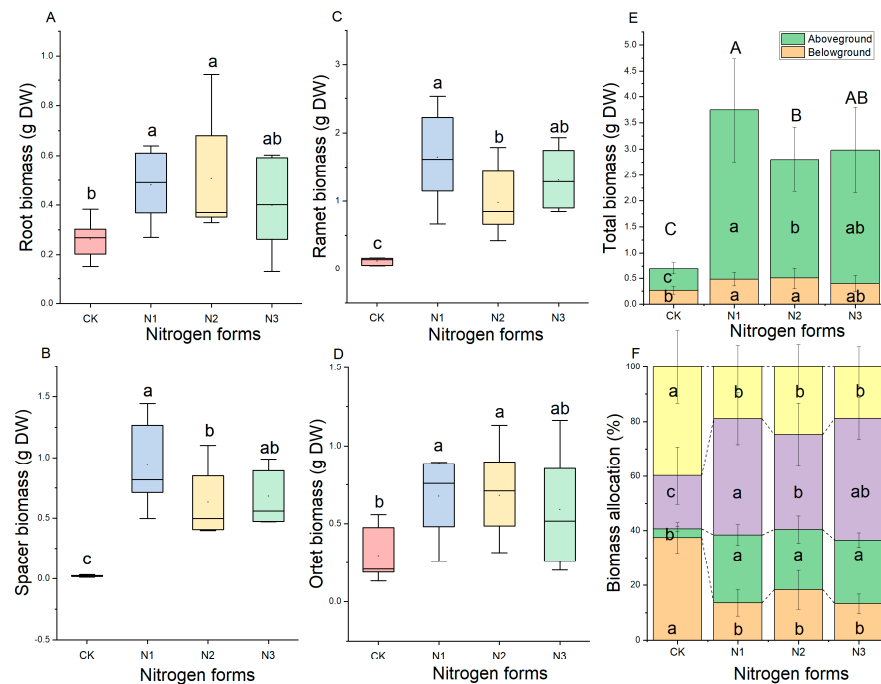 A
Root biomass (g DW)
1.0
0.8
0.6
0.4
0.2
0.0
b
a
a
ab
CK N1 N2 N3
Nitrogen forms
C
Ramet biomass (g DW)
3
2
1
0
c
a
b
ab
CK N1 N2 N3
Nitrogen forms
E
Aboveground
Belowground
Total biomass (g DW)
5.0
4.5
4.0
3.5
3.0
2.5
2.0
1.5
1.0
0.5
0.0
C A B AB
c a b ab
b a a ab
CK N1 N2 N3
Nitrogen forms
B
Spacer biomass (g DW)
1.5
1.0
0.5
0.0
-0.5
c
a
b
ab
CK N1 N2 N3
Nitrogen forms
D
Ortet biomass (g DW)
1.5
1.0
0.5
0.0
b
a
a
ab
CK N1 N2 N3
Nitrogen forms
F
Biomass allocation (%)
100
80
60
40
20
0
a b b b
c a b ab
b a a a
a b b b
CK N1 N2 N3
Nitrogen forms